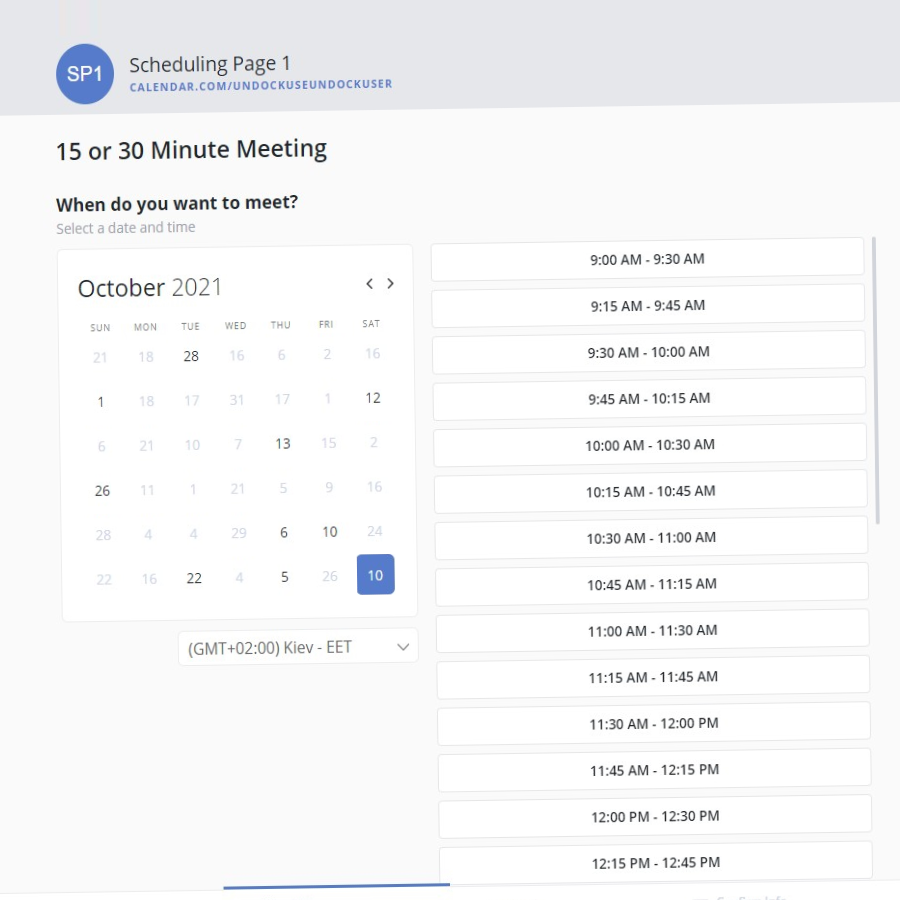 SP1
Scheduling Page 1
CALENDAR.COM/UNDOCKUSEUNDOCKUSER
15 or 30 Minute Meeting
When do you want to meet?
Select a date and time
October 2021
SUN MON TUE WED THU FRI SAT
21 18 28 16 6 2 16
1 18 17 31 17 1 12
6 21 10 7 13 15 2
26 11 1 21 5 9 16
28 4 4 29 6 10 24
22 16 22 4 5 26 10
(GMT+02:00) Kiev - EET
9:00 AM - 9:30 AM
9:15 AM - 9:45 AM
9:30 AM - 10:00 AM
9:45 AM - 10:15 AM
10:00 AM - 10:30 AM
10:15 AM - 10:45 AM
10:30 AM - 11:00 AM
10:45 AM - 11:15 AM
11:00 AM - 11:30 AM
11:15 AM - 11:45 AM
11:30 AM - 12:00 PM
11:45 AM - 12:15 PM
12:00 PM - 12:30 PM
12:15 PM - 12:45 PM